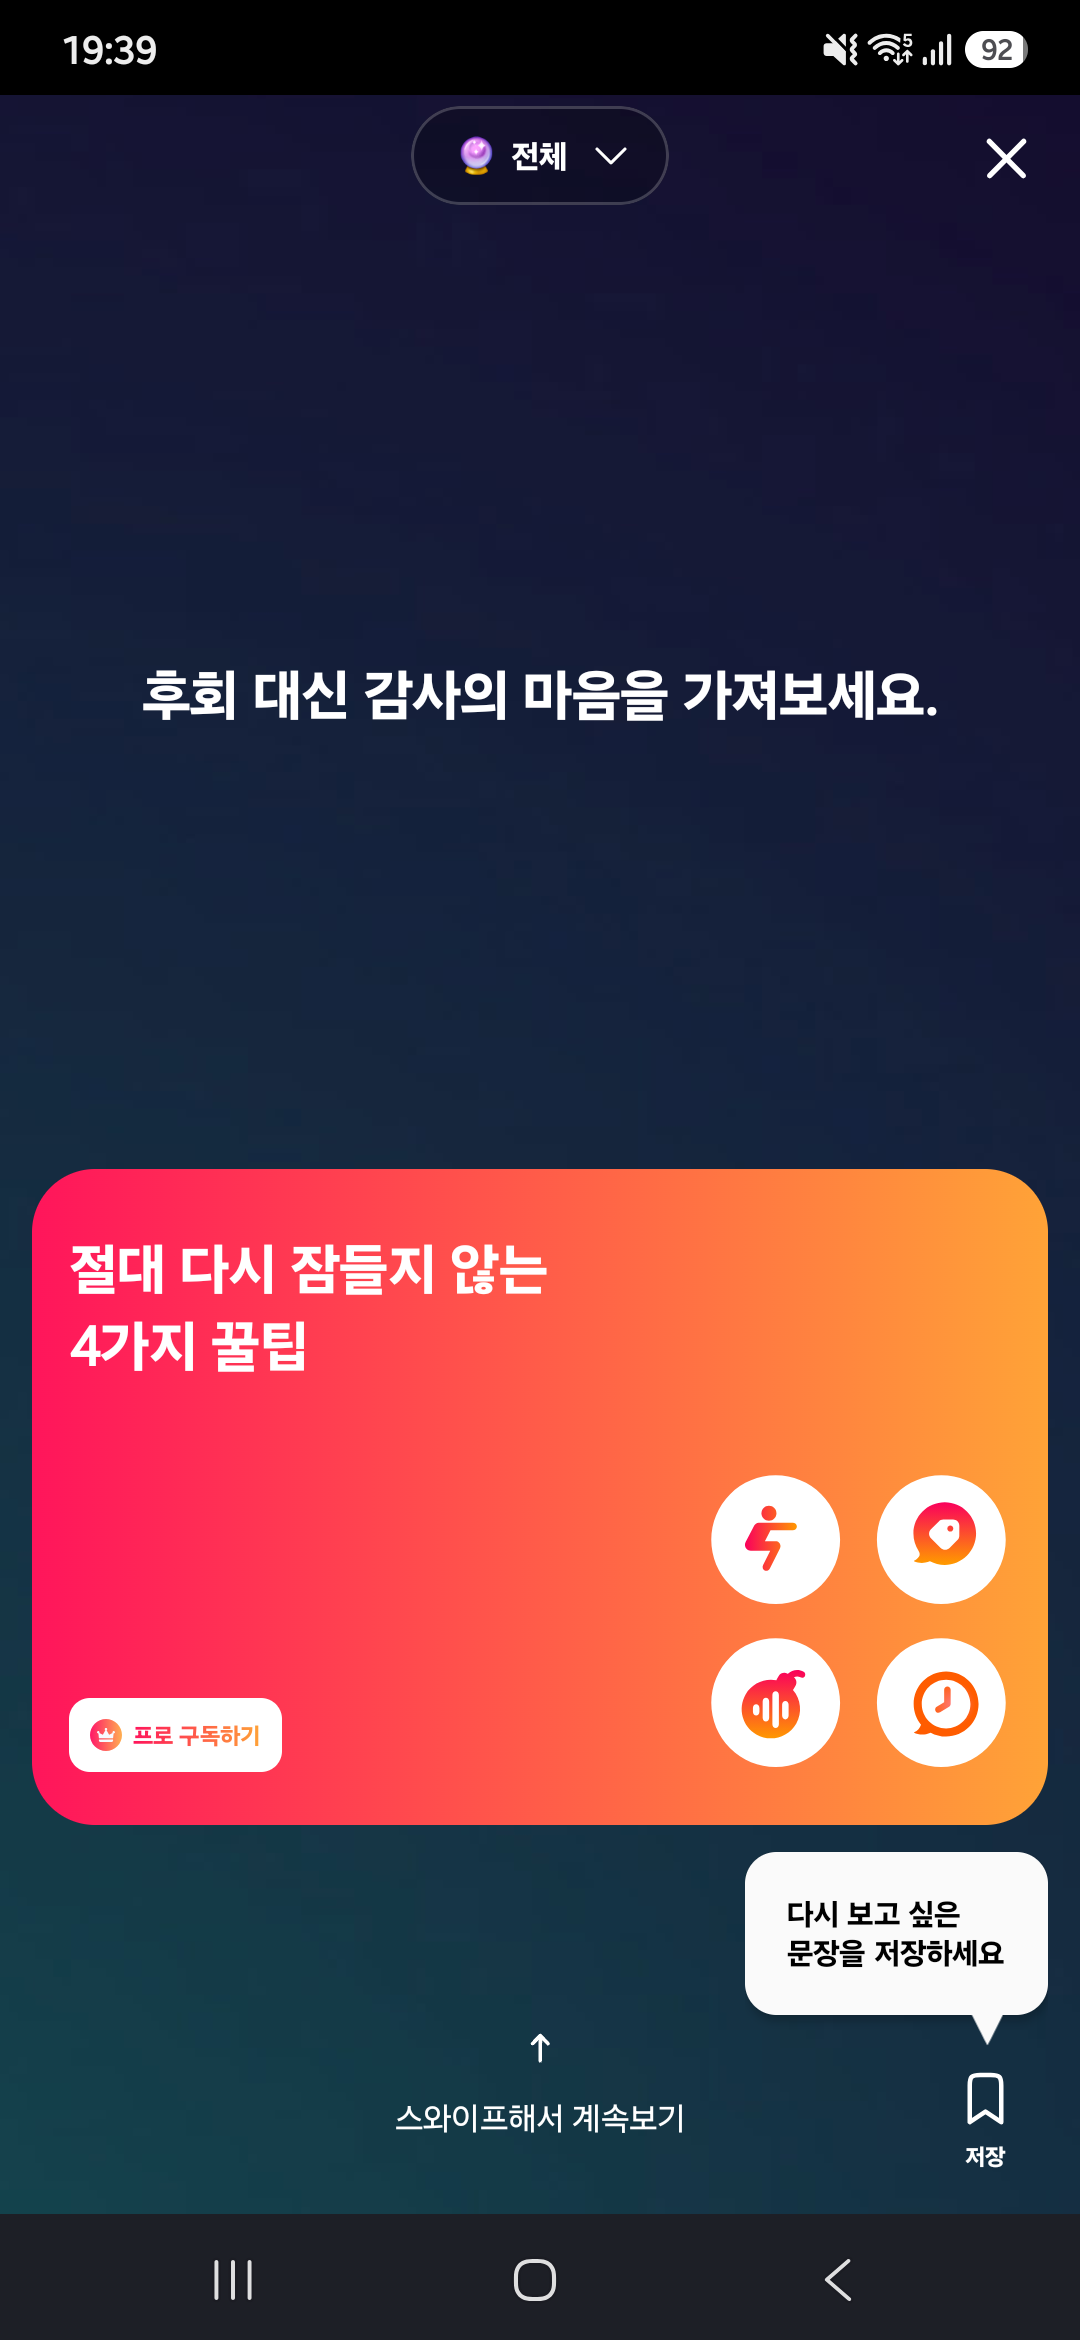 19:39
5
92
전체
후회 대신 감사의 마음을 가져보세요.
절대 다시 잠들지 않는
4가지 꿀팁
프로 구독하기
다시 보고 싶은
문장을 저장하세요
스와이프해서 계속보기
저장